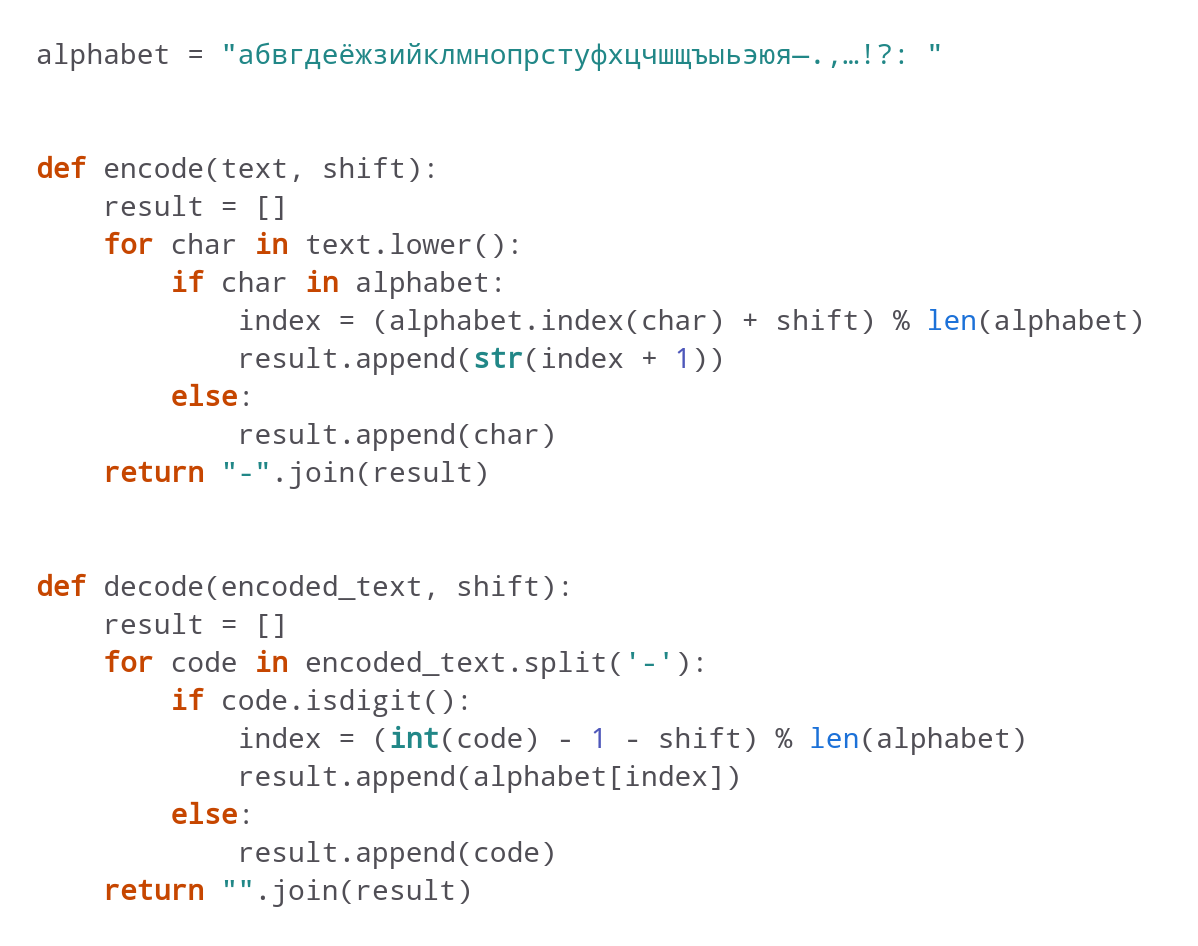 alphabet = "абвгдеёжзийклмнопрстуфхцчшщъыьэюя—.,…!?: "
def encode(text, shift):
    result = []
    for char in text.lower():
        if char in alphabet:
            index = (alphabet.index(char) + shift) % len(alphabet)
            result.append(str(index + 1))
        else:
            result.append(char)
    return "-".join(result)
def decode(encoded_text, shift):
    result = []
    for code in encoded_text.split('-'):
        if code.isdigit():
            index = (int(code) - 1 - shift) % len(alphabet)
            result.append(alphabet[index])
        else:
            result.append(code)
    return "".join(result)